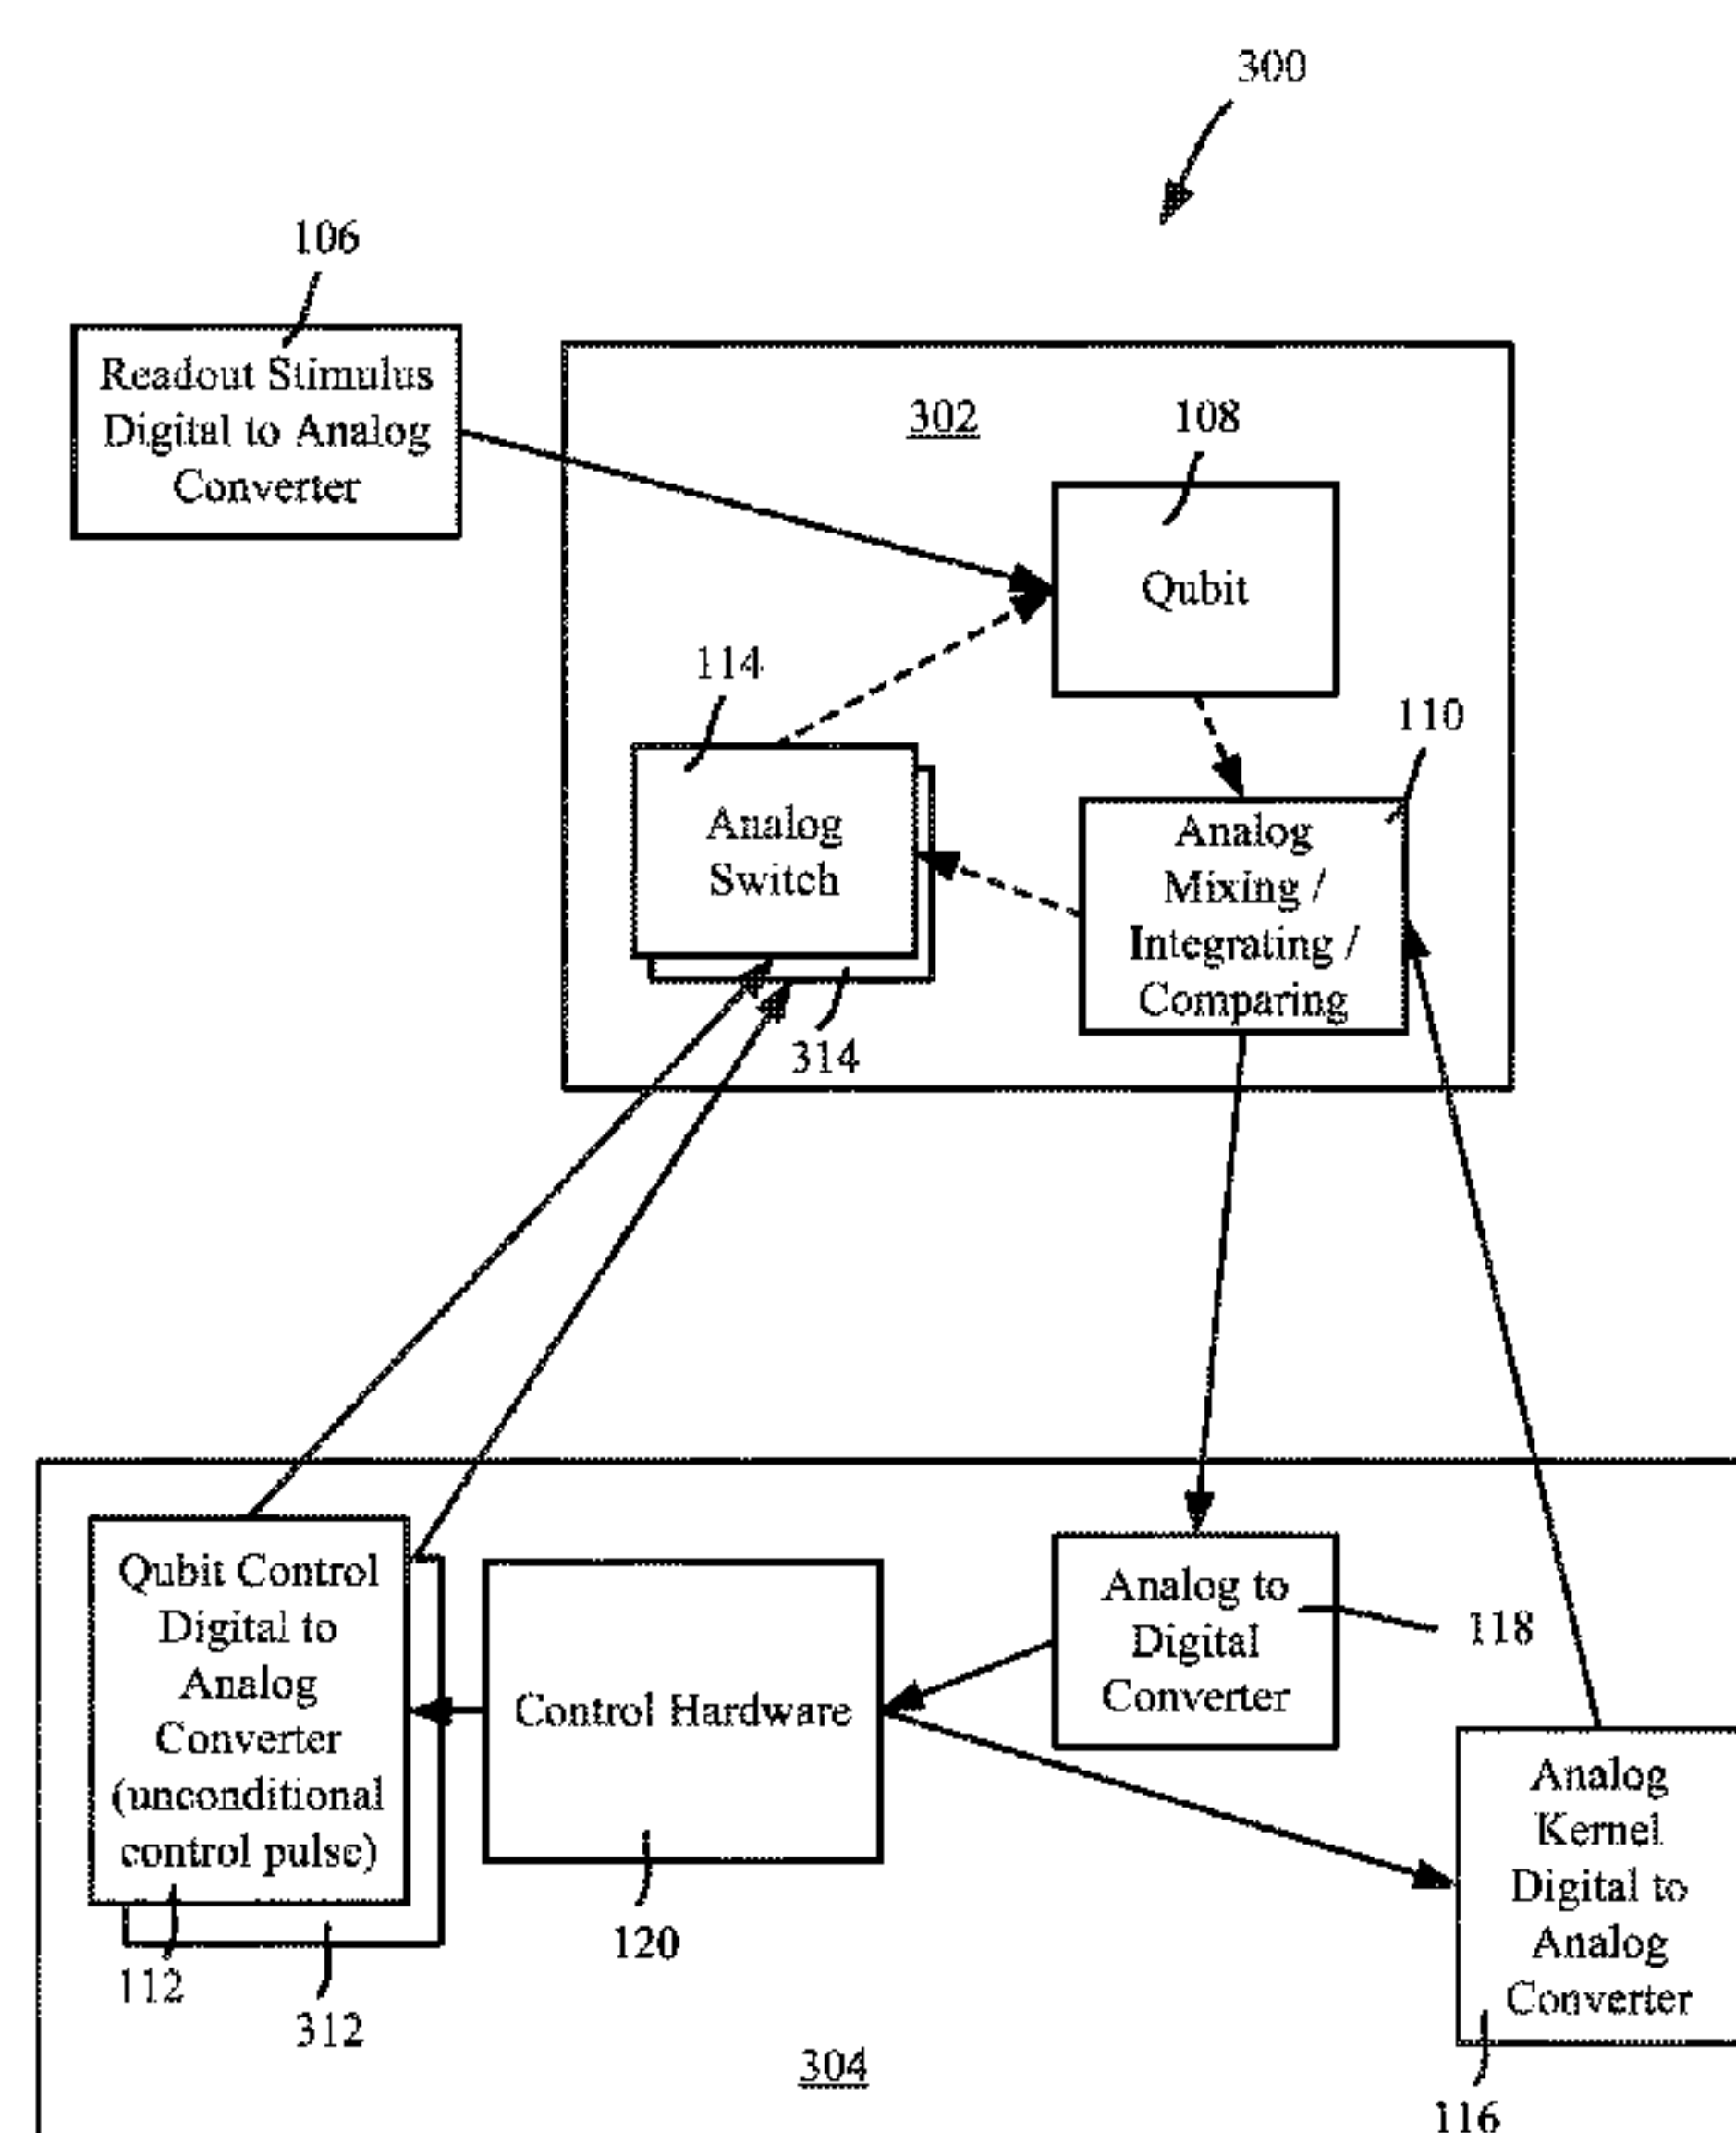 300
106
Readout Stimulus
Digital to Analog
Converter
302
108
Qubit
114
110
Analog
Switch
Analog
Mixing /
Integrating /
Comparing
314
Qubit Control
Digital to
Analog
Converter
(unconditional
control pulse)
Control Hardware
Analog to
Digital
Converter
118
Analog
Kernel
Digital to
Analog
Converter
112
312
120
304
116